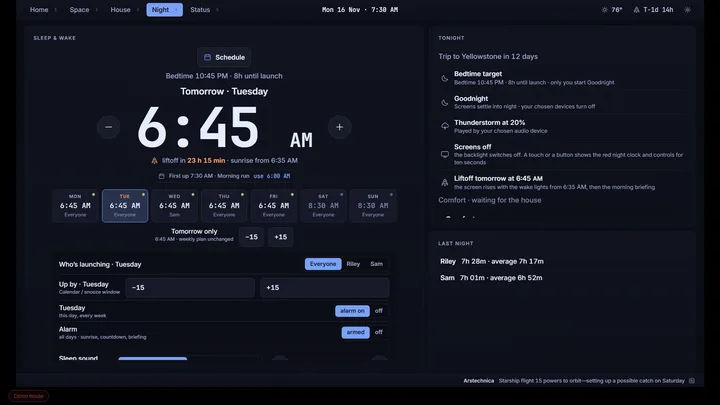 Home Space House Night Status
Mon 16 Nov · 7:30 AM
76° T-1d 14h
SLEEP & WAKE
Schedule
Bedtime 10:45 PM · 8h until launch
Tomorrow · Tuesday
− 6:45 AM +
liftoff in 23 h 15 min · sunrise from 6:35 AM
First up 7:30 AM · Morning run use 6:00 AM
MON TUE WED THU FRI SAT SUN
6:45 AM 6:45 AM 6:45 AM 6:45 AM 6:45 AM 8:30 AM 8:30 AM
Everyone Everyone Sam Everyone Everyone Everyone Everyone
Tomorrow only
6:45 AM · weekly plan unchanged
−15 +15
Who's launching · Tuesday
Everyone Riley Sam
Up by · Tuesday
Calendar / snooze window
−15 +15
Tuesday
this day, every week
alarm on off
Alarm
all days · sunrise, countdown, briefing
armed off
Sleep sound
TONIGHT
Trip to Yellowstone in 12 days
Bedtime target
Bedtime 10:45 PM · 8h until launch · only you start Goodnight
Goodnight
Screens settle into night · your chosen devices turn off
Thunderstorm at 20%
Played by your chosen audio device
Screens off
the backlight switches off. A touch or a button shows the red night clock and controls for
ten seconds
Liftoff tomorrow at 6:45 AM
the screen rises with the wake lights from 6:35 AM, then the morning briefing
Comfort · waiting for the house
LAST NIGHT
Riley 7h 28m · average 7h 17m
Sam 7h 01m · average 6h 52m
Arstechnica Starship flight 15 powers to orbit—setting up a possible catch on Saturday
Demo house